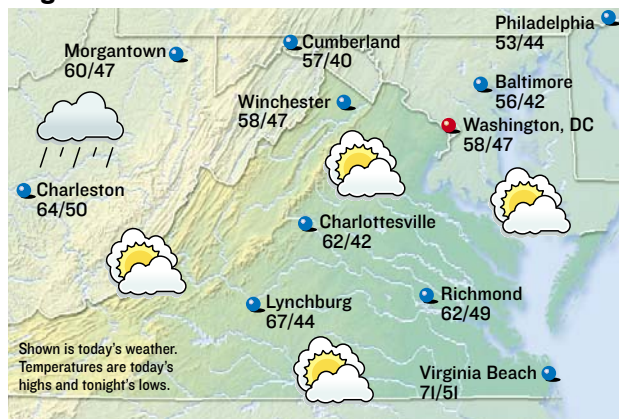 Philadelphia
53/44
Morgantown
60/47
Cumberland
57/40
Baltimore
56/42
Winchester
58/47
Washington, DC
58/47
Charleston
64/50
Charlottesville
62/42
Lynchburg
67/44
Richmond
62/49
Shown is today's weather.
Temperatures are today's
highs and tonight's lows.
Virginia Beach
71/51